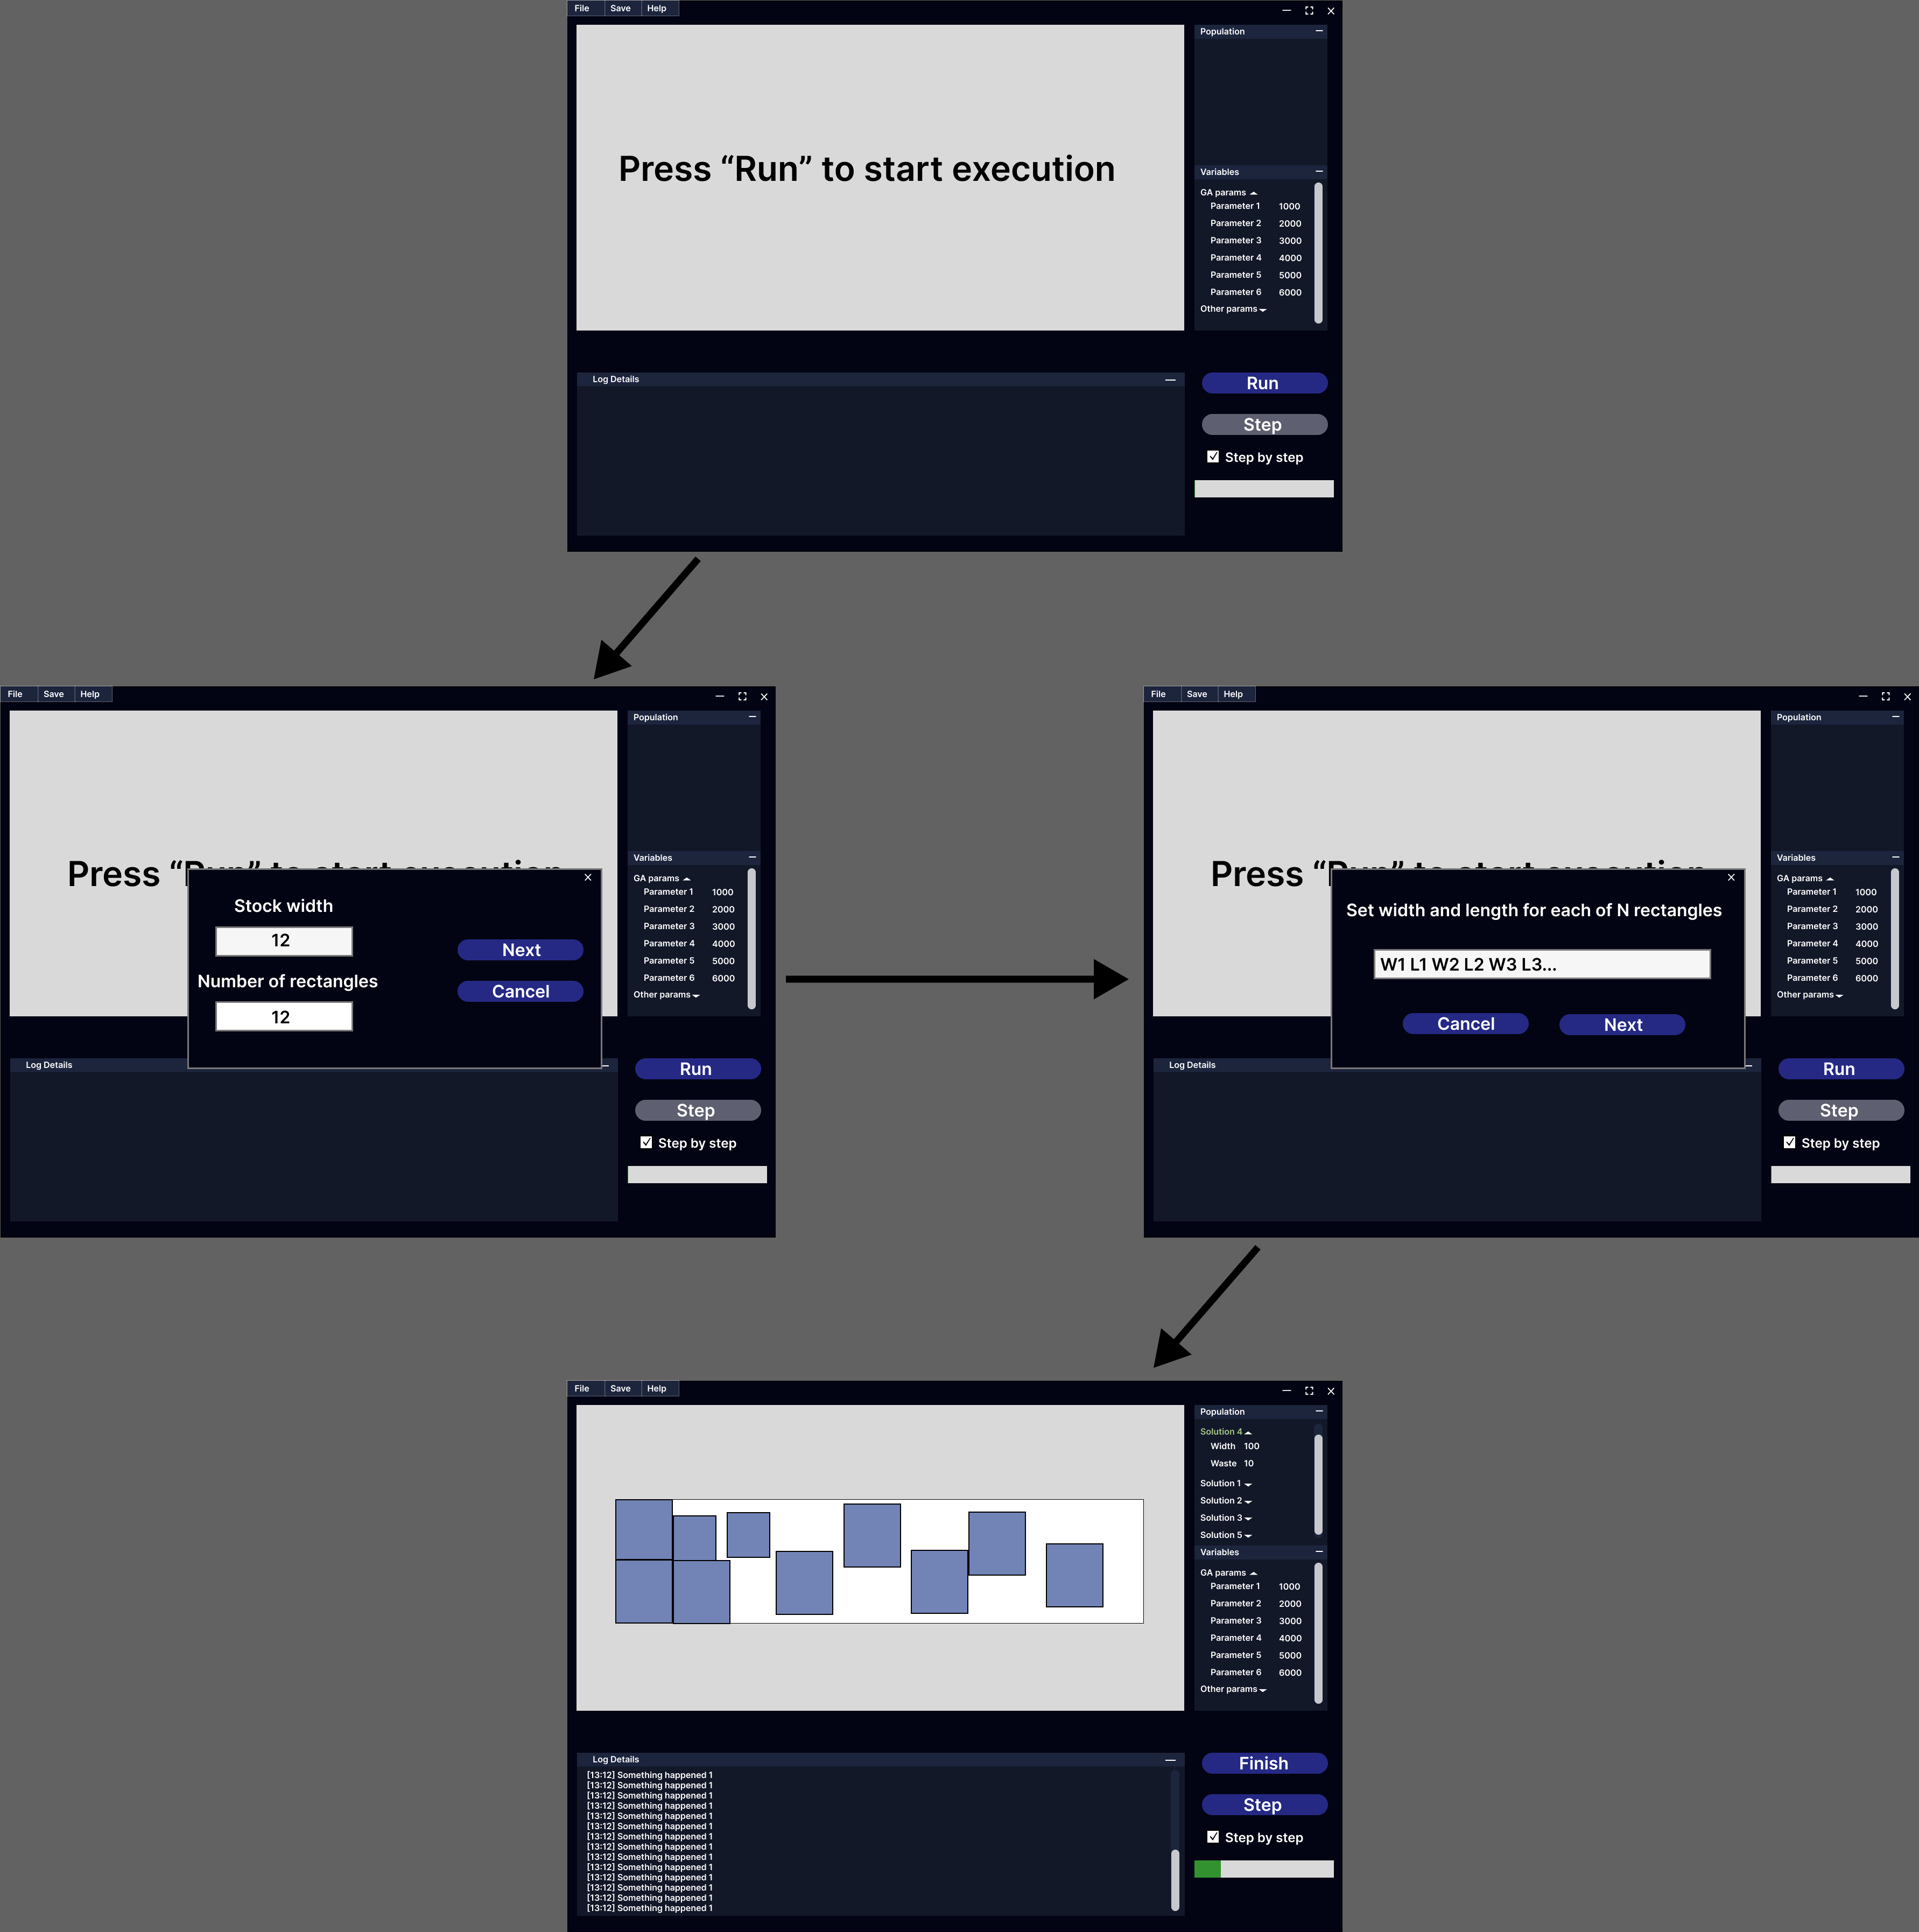 File Save Help
Population
Press “Run” to start execution
Variables
GA params
Parameter 1 1000
Parameter 2 2000
Parameter 3 3000
Parameter 4 4000
Parameter 5 5000
Parameter 6 6000
Other params
Log Details
Run
Step
Step by step
File Save Help
Population
Press “Run” to start execution
Stock width
12
Number of rectangles
12
Next
Cancel
Variables
GA params
Parameter 1 1000
Parameter 2 2000
Parameter 3 3000
Parameter 4 4000
Parameter 5 5000
Parameter 6 6000
Other params
Log Details
Run
Step
Step by step
File Save Help
Population
Press “Run” to start execution
Set width and length for each of N rectangles
W1 L1 W2 L2 W3 L3...
Cancel Next
Variables
GA params
Parameter 1 1000
Parameter 2 2000
Parameter 3 3000
Parameter 4 4000
Parameter 5 5000
Parameter 6 6000
Other params
Log Details
Run
Step
Step by step
File Save Help
Population
Solution 4
Width 100
Waste 10
Solution 1
Solution 2
Solution 3
Solution 5
Variables
GA params
Parameter 1 1000
Parameter 2 2000
Parameter 3 3000
Parameter 4 4000
Parameter 5 5000
Parameter 6 6000
Other params
Log Details
[13:12] Something happened 1
[13:12] Something happened 1
[13:12] Something happened 1
[13:12] Something happened 1
[13:12] Something happened 1
[13:12] Something happened 1
[13:12] Something happened 1
[13:12] Something happened 1
[13:12] Something happened 1
[13:12] Something happened 1
[13:12] Something happened 1
[13:12] Something happened 1
[13:12] Something happened 1
[13:12] Something happened 1
Finish
Step
Step by step